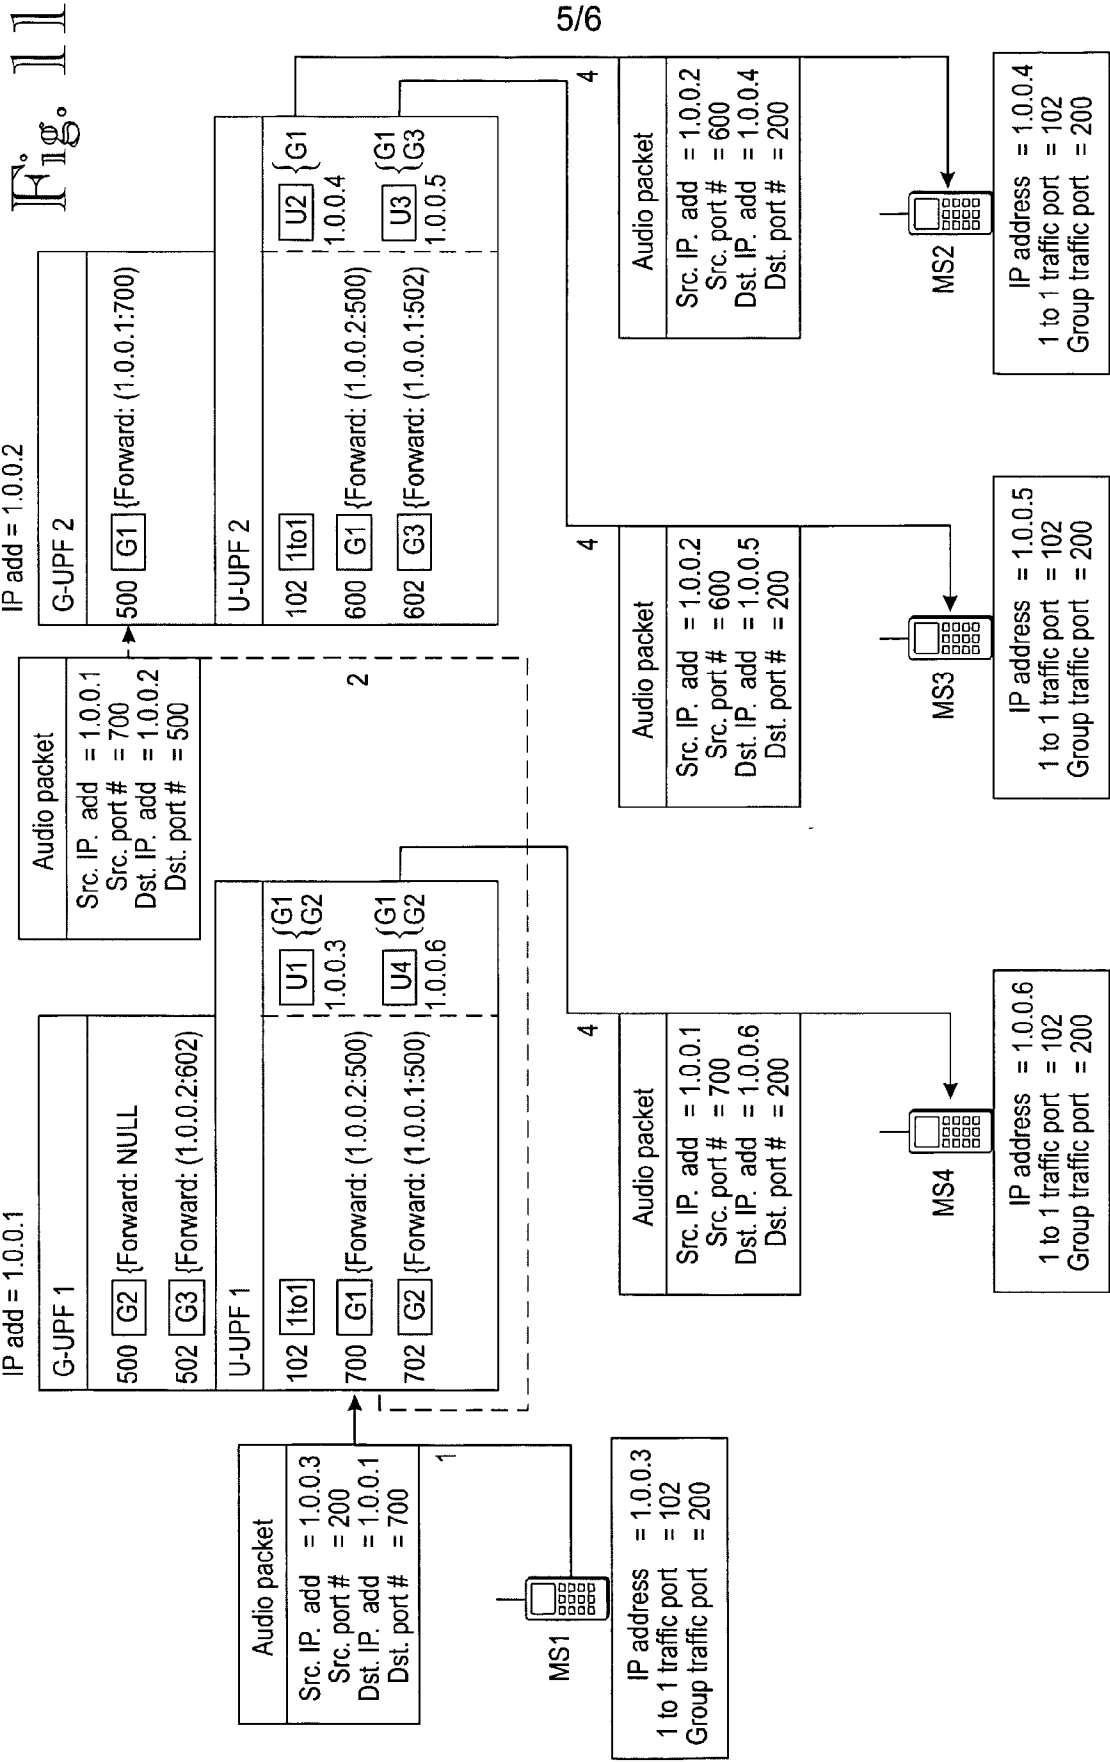 5/6
Fig. 11
IP add = 1.0.0.1
G-UPF 1
500 G2 {Forward: NULL
502 G3 {Forward: (1.0.0.2:602)
U-UPF 1
102 1to1
700 G1 {Forward: (1.0.0.2:500)
702 G2 {Forward: (1.0.0.1:500)
U1 {G1
G2
1.0.0.3
U4 {G1
G2
1.0.0.6
IP add = 1.0.0.2
G-UPF 2
500 G1 {Forward: (1.0.0.1:700)
U-UPF 2
102 1to1
600 G1 {Forward: (1.0.0.2:500)
602 G3 {Forward: (1.0.0.1:502)
U2 {G1
1.0.0.4
U3 {G1
G3
1.0.0.5
Audio packet
Src. IP. add = 1.0.0.3
Src. port # = 200
Dst. IP. add = 1.0.0.1
Dst. port # = 700
1
MS1
IP address = 1.0.0.3
1 to 1 traffic port = 102
Group traffic port = 200
Audio packet
Src. IP. add = 1.0.0.1
Src. port # = 700
Dst. IP. add = 1.0.0.2
Dst. port # = 500
2
4
Audio packet
Src. IP. add = 1.0.0.1
Src. port # = 700
Dst. IP. add = 1.0.0.6
Dst. port # = 200
MS4
IP address = 1.0.0.6
1 to 1 traffic port = 102
Group traffic port = 200
4
Audio packet
Src. IP. add = 1.0.0.2
Src. port # = 600
Dst. IP. add = 1.0.0.5
Dst. port # = 200
MS3
IP address = 1.0.0.5
1 to 1 traffic port = 102
Group traffic port = 200
4
Audio packet
Src. IP. add = 1.0.0.2
Src. port # = 600
Dst. IP. add = 1.0.0.4
Dst. port # = 200
MS2
IP address = 1.0.0.4
1 to 1 traffic port = 102
Group traffic port = 200